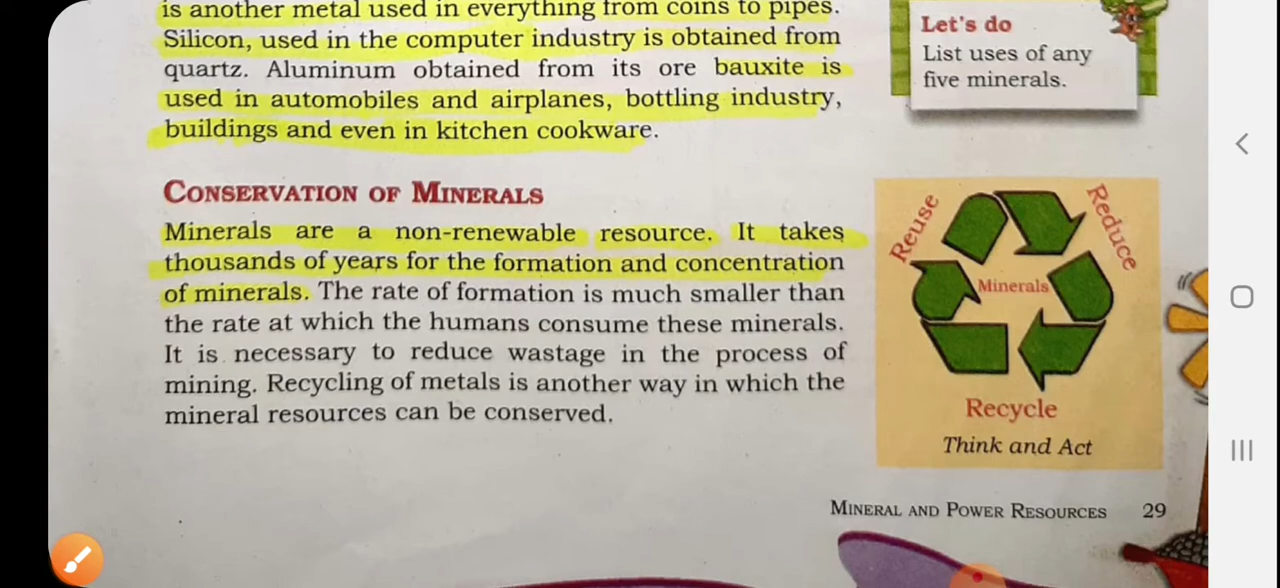 is another metal used in everything from coins to pipes.
Silicon, used in the computer industry is obtained from
quartz. Aluminum obtained from its ore bauxite is
used in automobiles and airplanes, bottling industry,
buildings and even in kitchen cookware.
CONSERVATION OF MINERALS
Minerals are a non-renewable resource. It takes
thousands of years for the formation and concentration
of minerals. The rate of formation is much smaller than
the rate at which the humans consume these minerals.
It is necessary to reduce wastage in the process of
mining. Recycling of metals is another way in which the
mineral resources can be conserved.
Let's do
List uses of any
five minerals.
Reuse
Reduce
Minerals
Recycle
Think and Act
MINERAL AND POWER RESOURCES 29